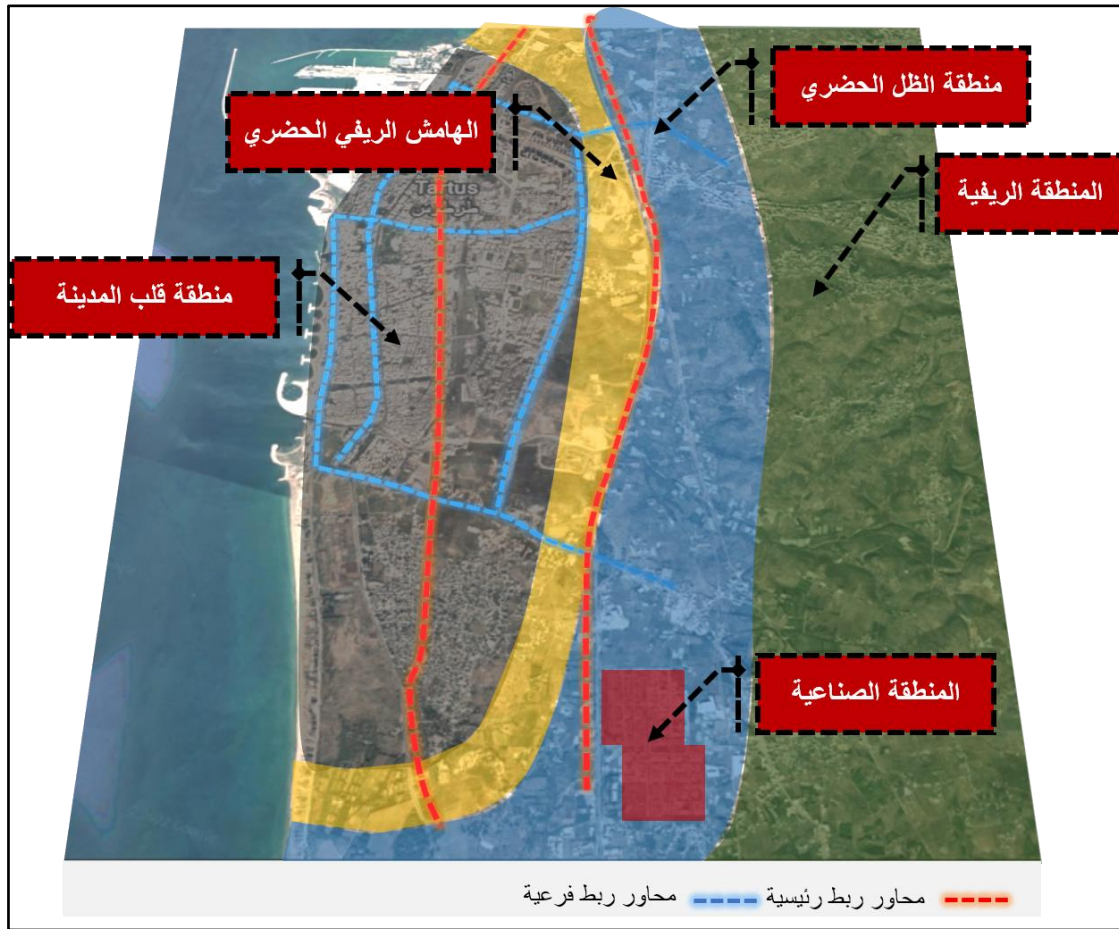 منطقة الظل الحضري
الهامش الريفي الحضري
المنطقة الريفية
Tartus
طرطوس
منطقة قلب المدينة
المنطقة الصناعية
محاور ربط رئيسية
محاور ربط فرعية